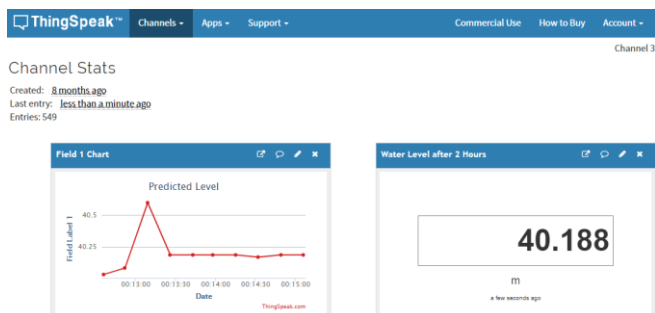 ThingSpeak™ Channels Apps Support Commercial Use How to Buy Account
Channel 3
Channel Stats
Created: 8 months ago
Last entry: less than a minute ago
Entries: 549
Field 1 Chart
Predicted Level
Field Label 1
40.5
40.25
00:13:00 00:13:30 00:14:00 00:14:30 00:15:00
Date
ThingSpeak.com
Water Level after 2 Hours
40.188
m
a few seconds ago